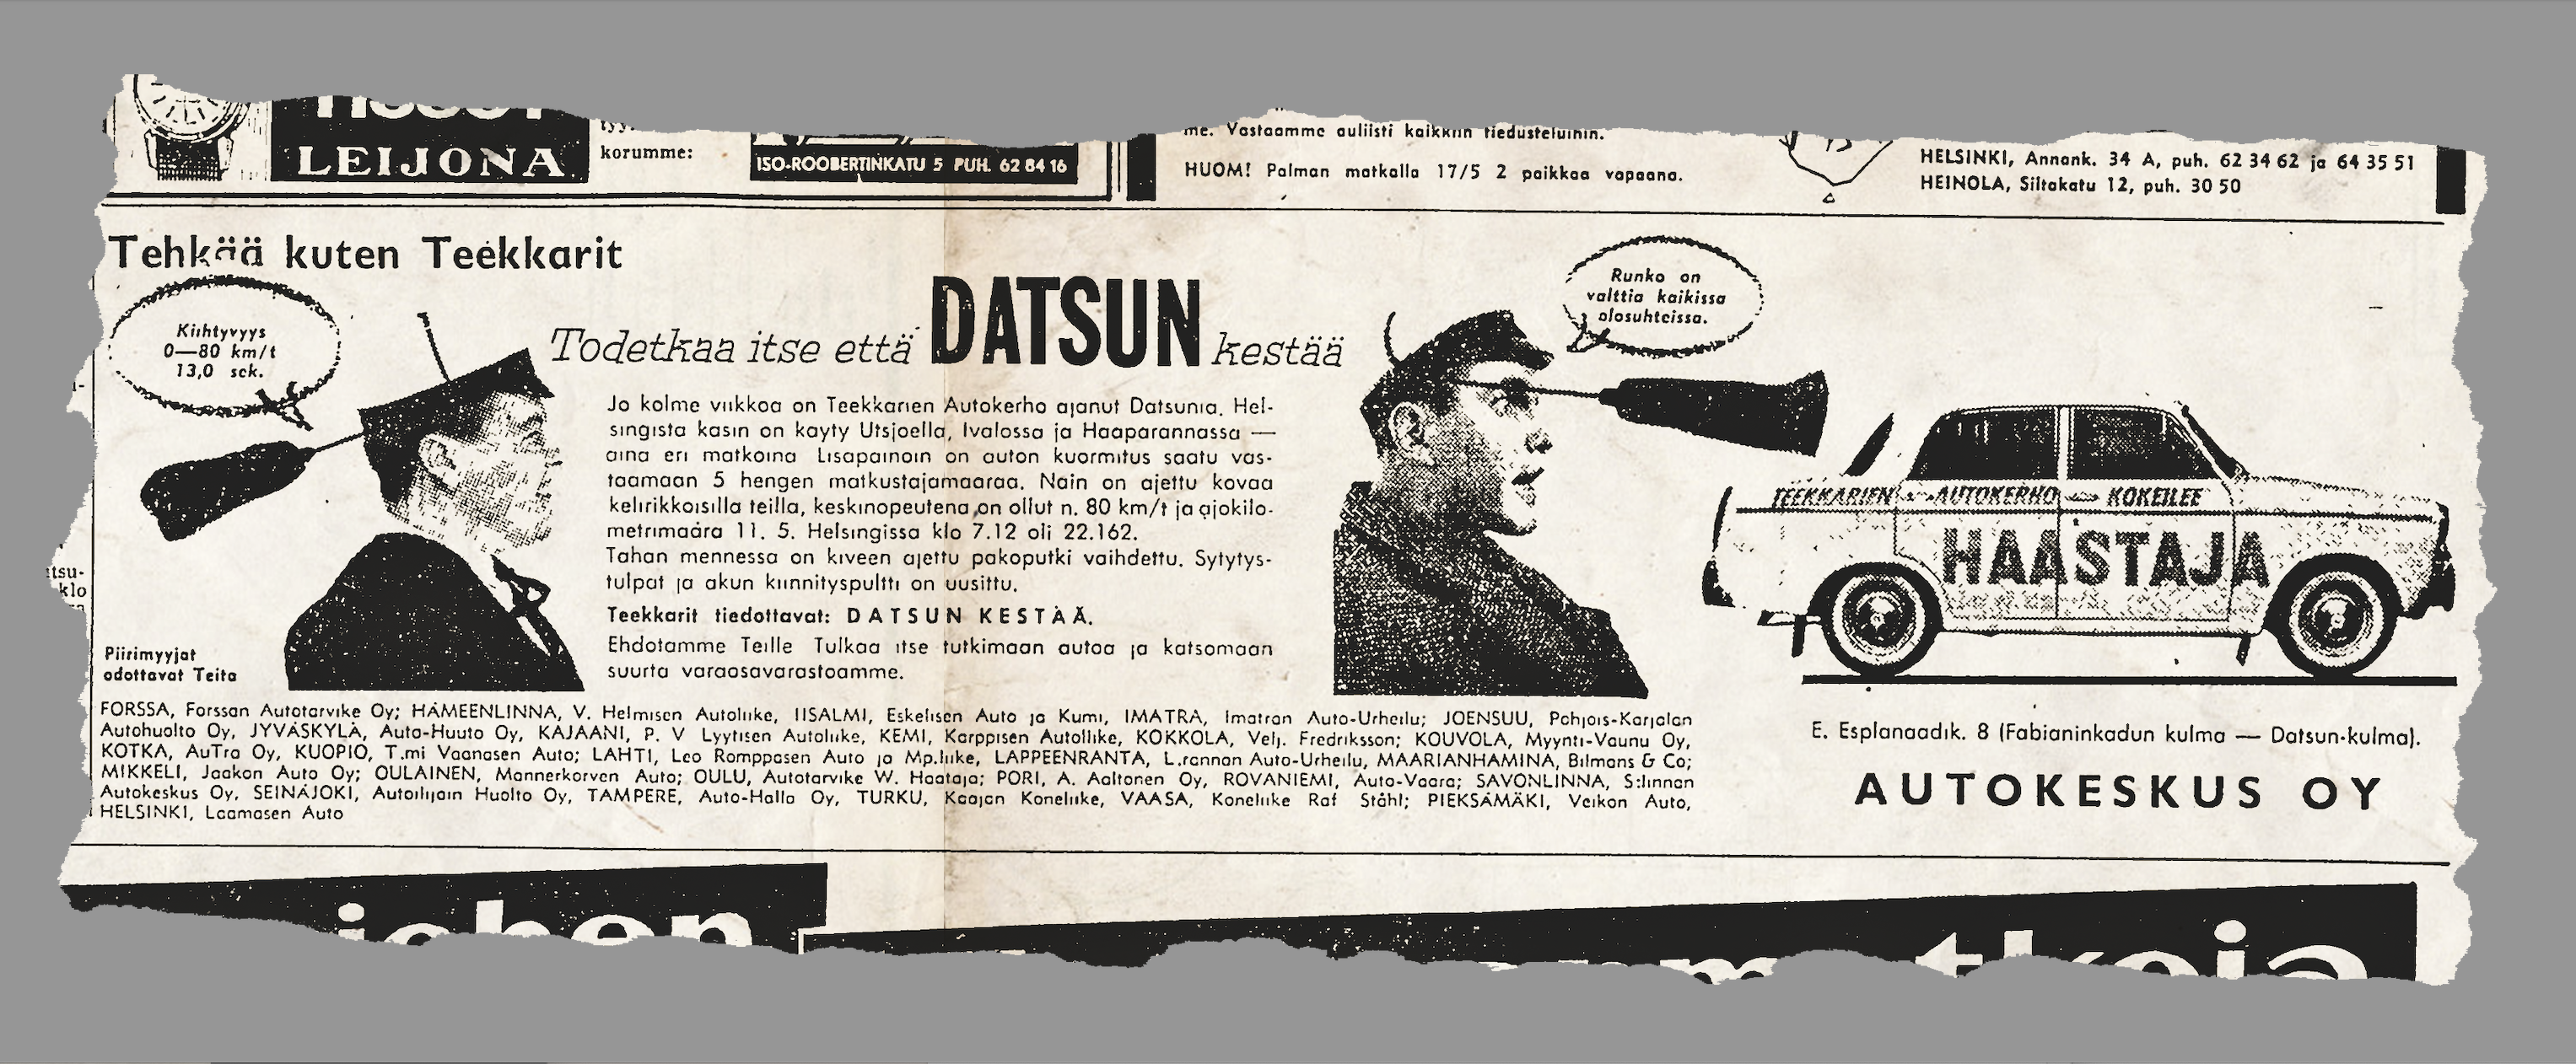 LEIJONA
korumme:
ISO-ROOBERTINKATU 5 PUH. 62 84 16
me. Vastaamme auliisti kaikkiin tiedusteluihin.
HUOM! Palman matkalla 17/5 2 paikkaa vapaana.
HELSINKI, Annank. 34 A, puh. 62 34 62 ja 64 35 51
HEINOLA, Siltakatu 12, puh. 30 50
Tehkää kuten Teekkarit
Kiihtyvyys
0—80 km/t
13,0 sek.
Todetkaa itse että DATSUN kestää
Runko on
valttia kaikissa
olosuhteissa.
Jo kolme viikkoa on Teekkarien Autokerho ajanut Datsunia. Hel-
singistä käsin on käyty Utsjoella, Ivalossa ja Haaparannassa —
aina eri matkoina Lisäpainoin on auton kuormitus saatu vas-
taamaan 5 hengen matkustajamäärää. Näin on ajettu kovaa
kelirikkoisilla teillä, keskinopeutena on ollut n. 80 km/t ja ajokilo-
metrimäärä 11. 5. Helsingissä klo 7.12 oli 22.162.
Tähän mennessä on kiveen ajettu pakoputki vaihdettu. Sytytys-
tulpat ja akun kiinnityspultti on uusittu.
Teekkarit tiedottavat: DATSUN KESTÄÄ.
Ehdotamme Teille Tulkaa itse tutkimaan autoa ja katsomaan
suurta varaosavarastoamme.
TEEKKARIEN AUTOKERHO KOKEILEE
HAASTAJA
itsu-
klo
Piirimyyjät
odottavat Teitä
FORSSA, Forssan Autotarvike Oy; HÄMEENLINNA, V. Helmisen Autoliike, IISALMI, Eskelisen Auto ja Kumi, IMATRA, Imatran Auto-Urheilu; JOENSUU, Pohjois-Karjalan
Autohuolto Oy, JYVÄSKYLÄ, Auto-Huuto Oy, KAJAANI, P. V Lyytisen Autoliike, KEMI, Karppisen Autoliike, KOKKOLA, Velj. Fredriksson; KOUVOLA, Myynti-Vaunu Oy,
KOTKA, AuTra Oy, KUOPIO, T.mi Vaanasen Auto; LAHTI, Leo Romppasen Auto ja Mp.liike, LAPPEENRANTA, L.rannan Auto-Urheilu, MAARIANHAMINA, Bilmans & Co;
MIKKELI, Jaakon Auto Oy; OULAINEN, Mannerkorven Auto; OULU, Autotarvike W. Haataja; PORI, A. Aaltonen Oy, ROVANIEMI, Auto-Vaara; SAVONLINNA, S:linnan
Autokeskus Oy, SEINÄJOKI, Autoilijain Huolto Oy, TAMPERE, Auto-Hallo Oy, TURKU, Kaajan Koneliike, VAASA, Koneliike Raf Ståhl; PIEKSÄMÄKI, Veikon Auto,
HELSINKI, Laamasen Auto
E. Esplanaadik. 8 (Fabianinkadun kulma — Datsun-kulma).
AUTOKESKUS OY